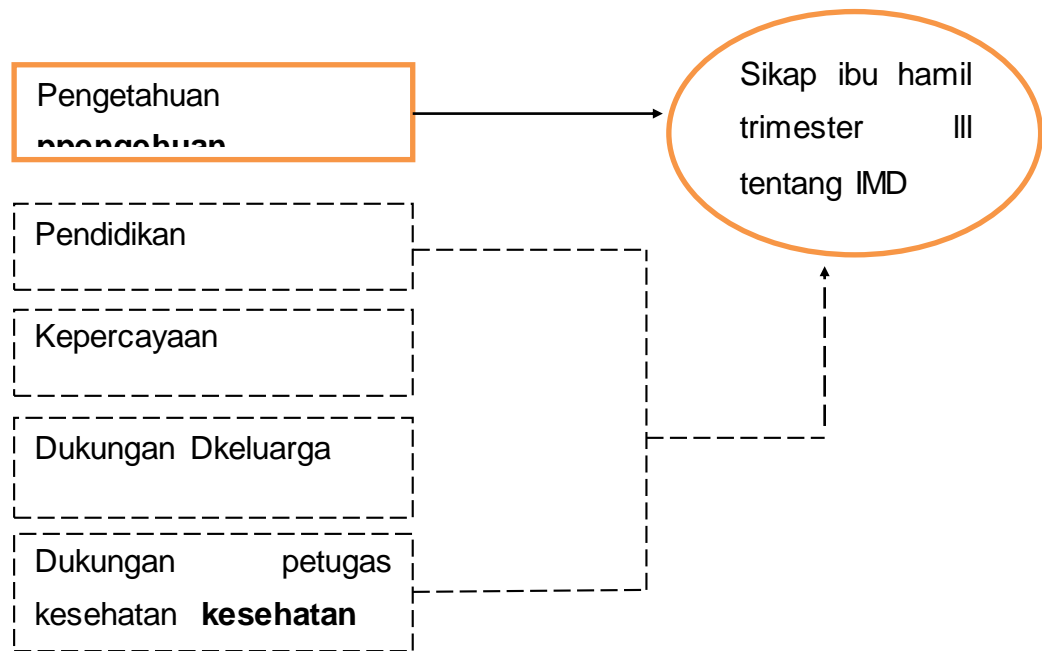 Pengetahuan
Sikap ibu hamil
trimester III
tentang IMD
Pendidikan
Kepercayaan
Dukungan Dkeluarga
Dukungan petugas
kesehatan kesehatan